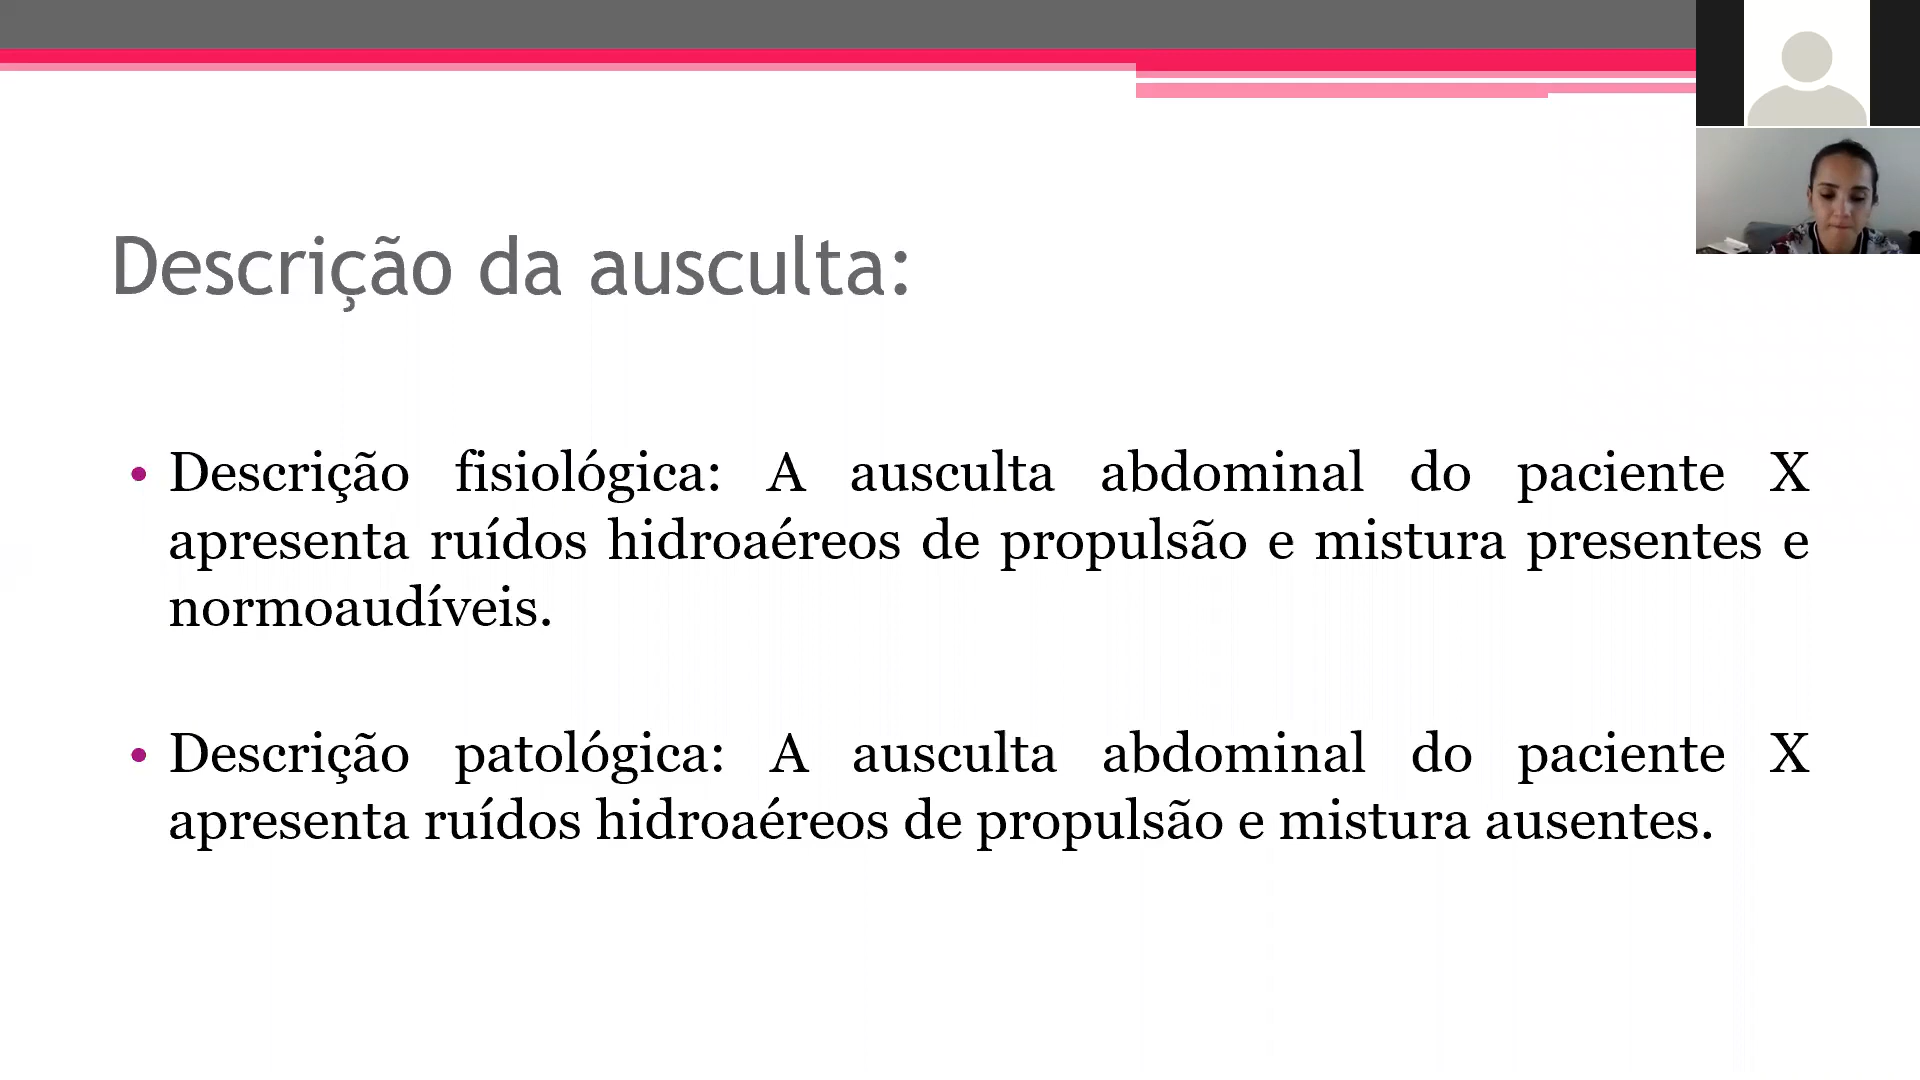 Descrição da ausculta:
• Descrição fisiológica: A ausculta abdominal do paciente X
apresenta ruídos hidroaéreos de propulsão e mistura presentes e
normoaudíveis.
• Descrição patológica: A ausculta abdominal do paciente X
apresenta ruídos hidroaéreos de propulsão e mistura ausentes.